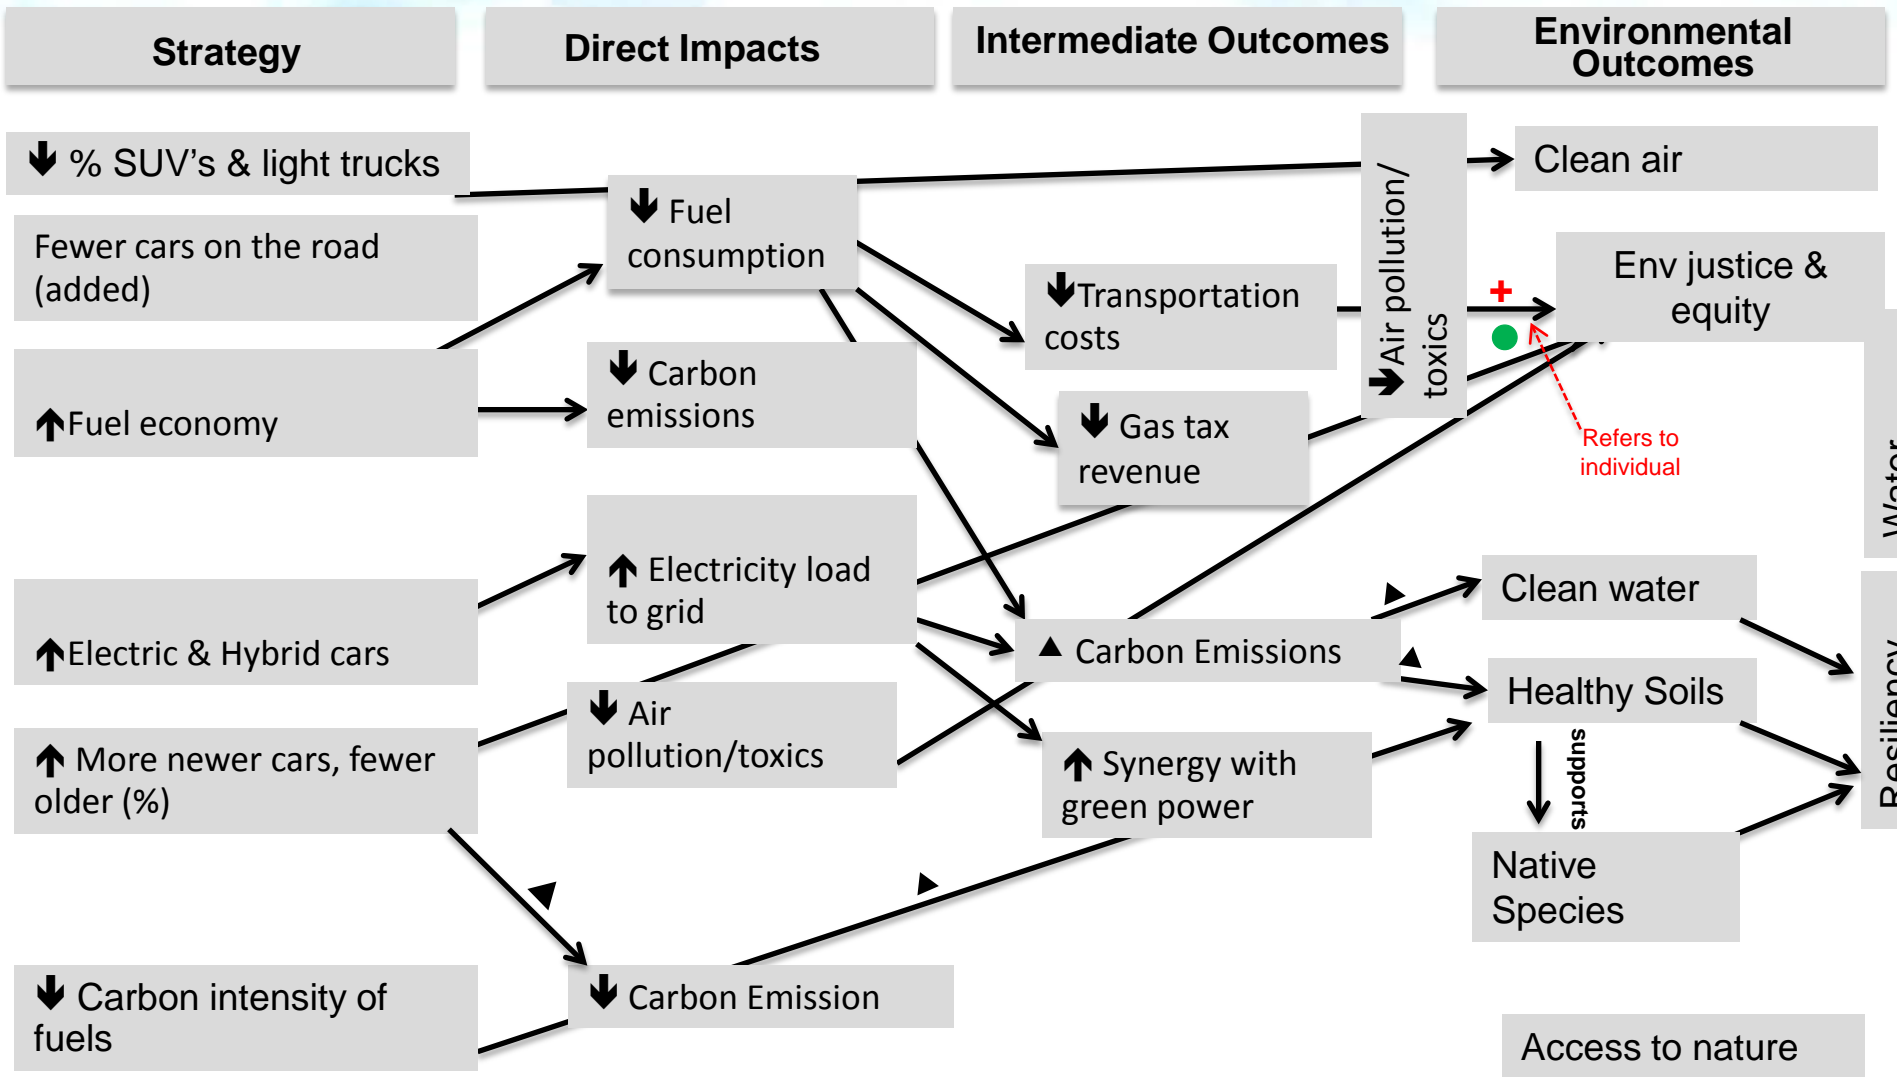 Strategy
Direct Impacts
Intermediate Outcomes
Environmental
Outcomes
% SUV's & light trucks
Fewer cars on the road
(added)
Fuel economy
Electric & Hybrid cars
More newer cars, fewer
older (%)
Carbon intensity of
fuels
Fuel
consumption
Carbon
emissions
Electricity load
to grid
Air
pollution/toxics
Carbon Emission
Transportation
costs
Gas tax
revenue
Carbon Emissions
Synergy with
green power
Air pollution/
toxics
Clean air
Env justice &
equity
+
Refers to
individual
Clean water
Healthy Soils
supports
Native
Species
Access to nature
Water
Resiliency